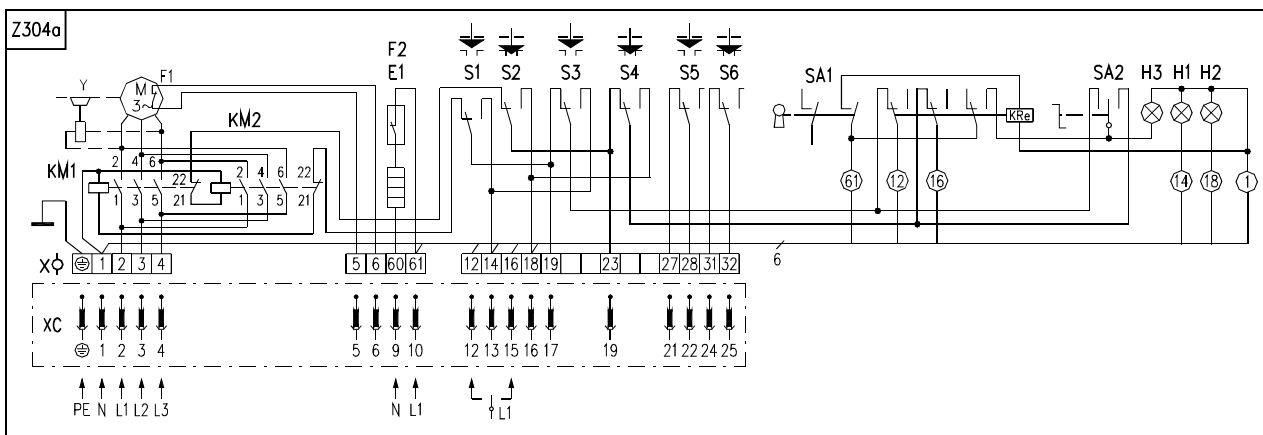 Z304a
F2
E1
S1 S2 S3 S4 S5 S6
SA1
SA2 H3 H1 H2
Y
F1
M
3~
KM2
KRe
KM1
2 4 6
22
2 4 6 22
1 3 5
21
1 3 5 21
61 12 16
14 18 1
X
1 2 3 4
5 6 60 61
12 14 16 18 19
23
27 28 31 32
6
XC
1 2 3 4
5 6 9 10
12 13 15 16 17
19
21 22 24 25
PE N L1 L2 L3
N L1
L1